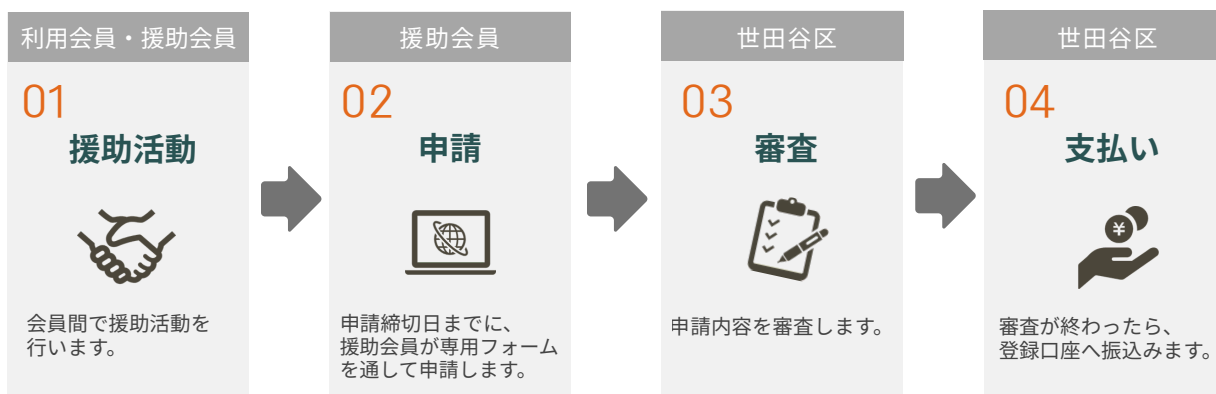 利用会員・援助会員
01
援助活動
会員間で援助活動を
行います。
援助会員
02
申請
申請締切日までに、
援助会員が専用フォーム
を通して申請します。
世田谷区
03
審査
申請内容を審査します。
世田谷区
04
支払い
¥
審査が終わったら、
登録口座へ振込みます。